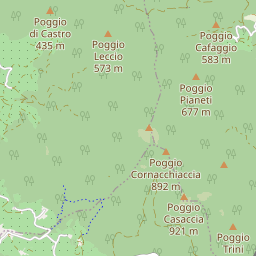 Poggio
di Castro
435 m
Poggio
Leccio
573 m
Poggio
Cafaggio
583 m
Poggio
Pianeti
677 m
Poggio
Cornacchiaccia
892 m
Poggio
Casaccia
921 m
Poggio
Trini